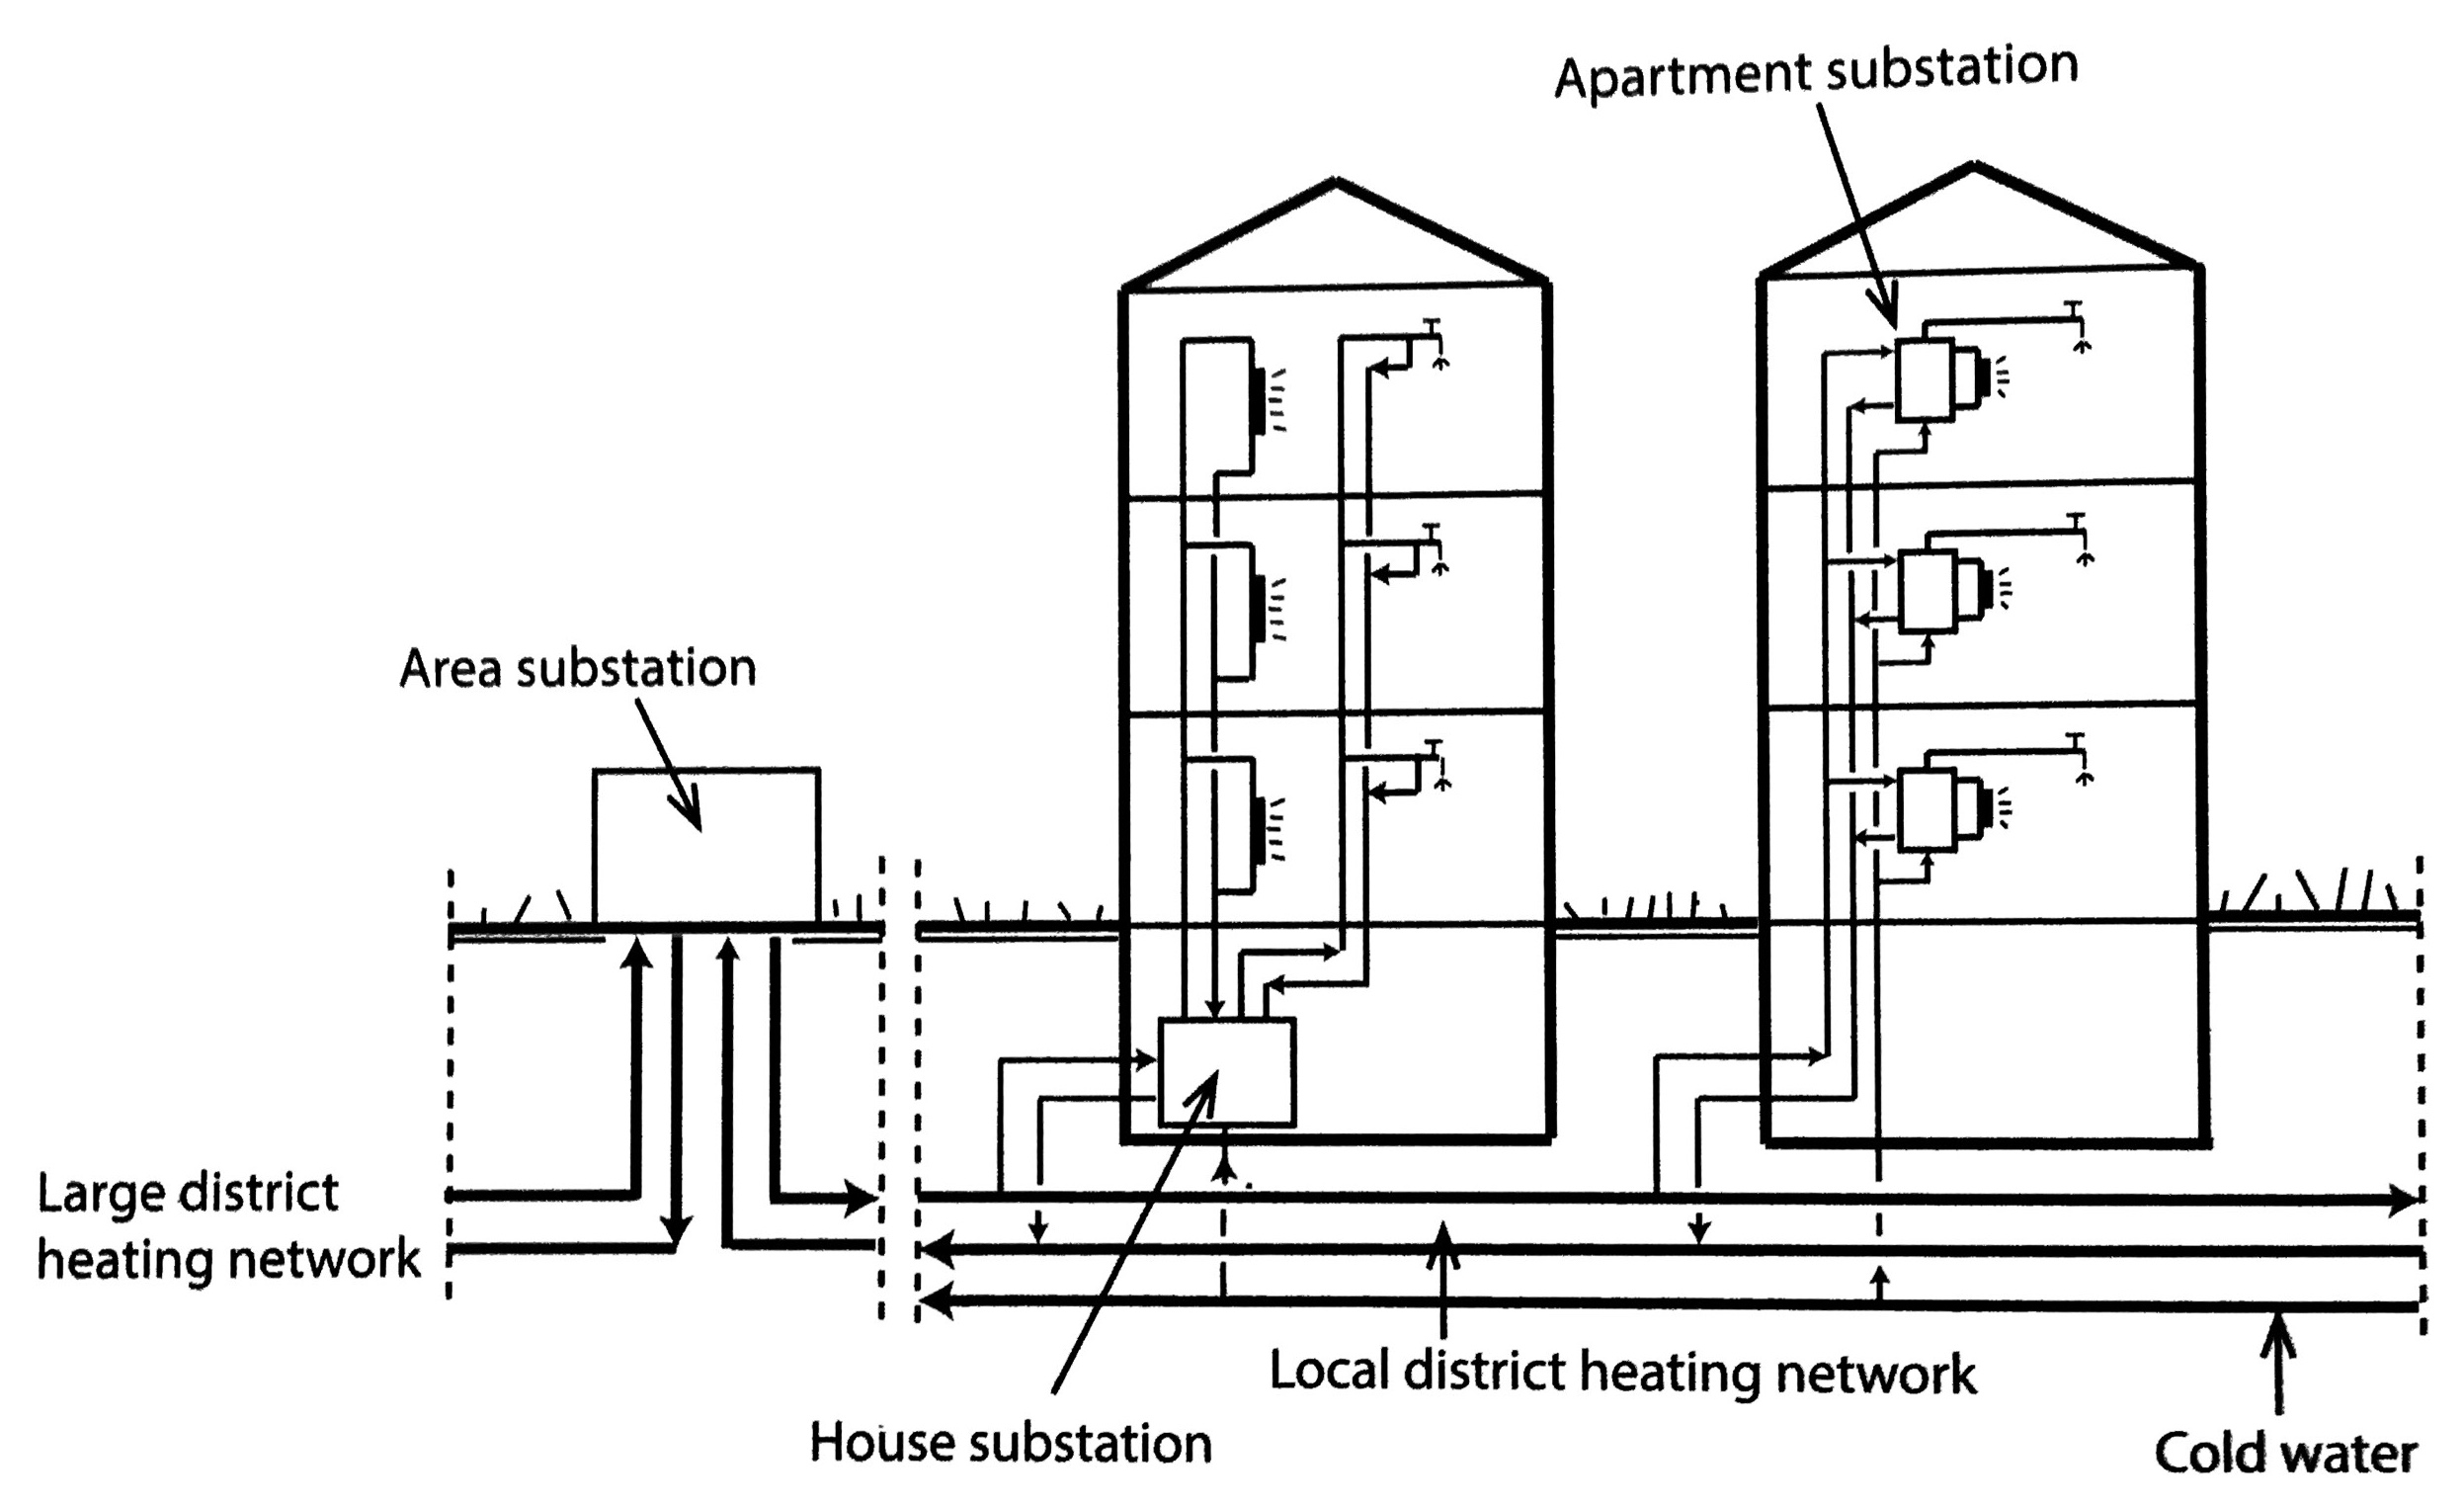 Apartment substation
Area substation
Large district
heating network
Local district heating network
House substation
Cold water